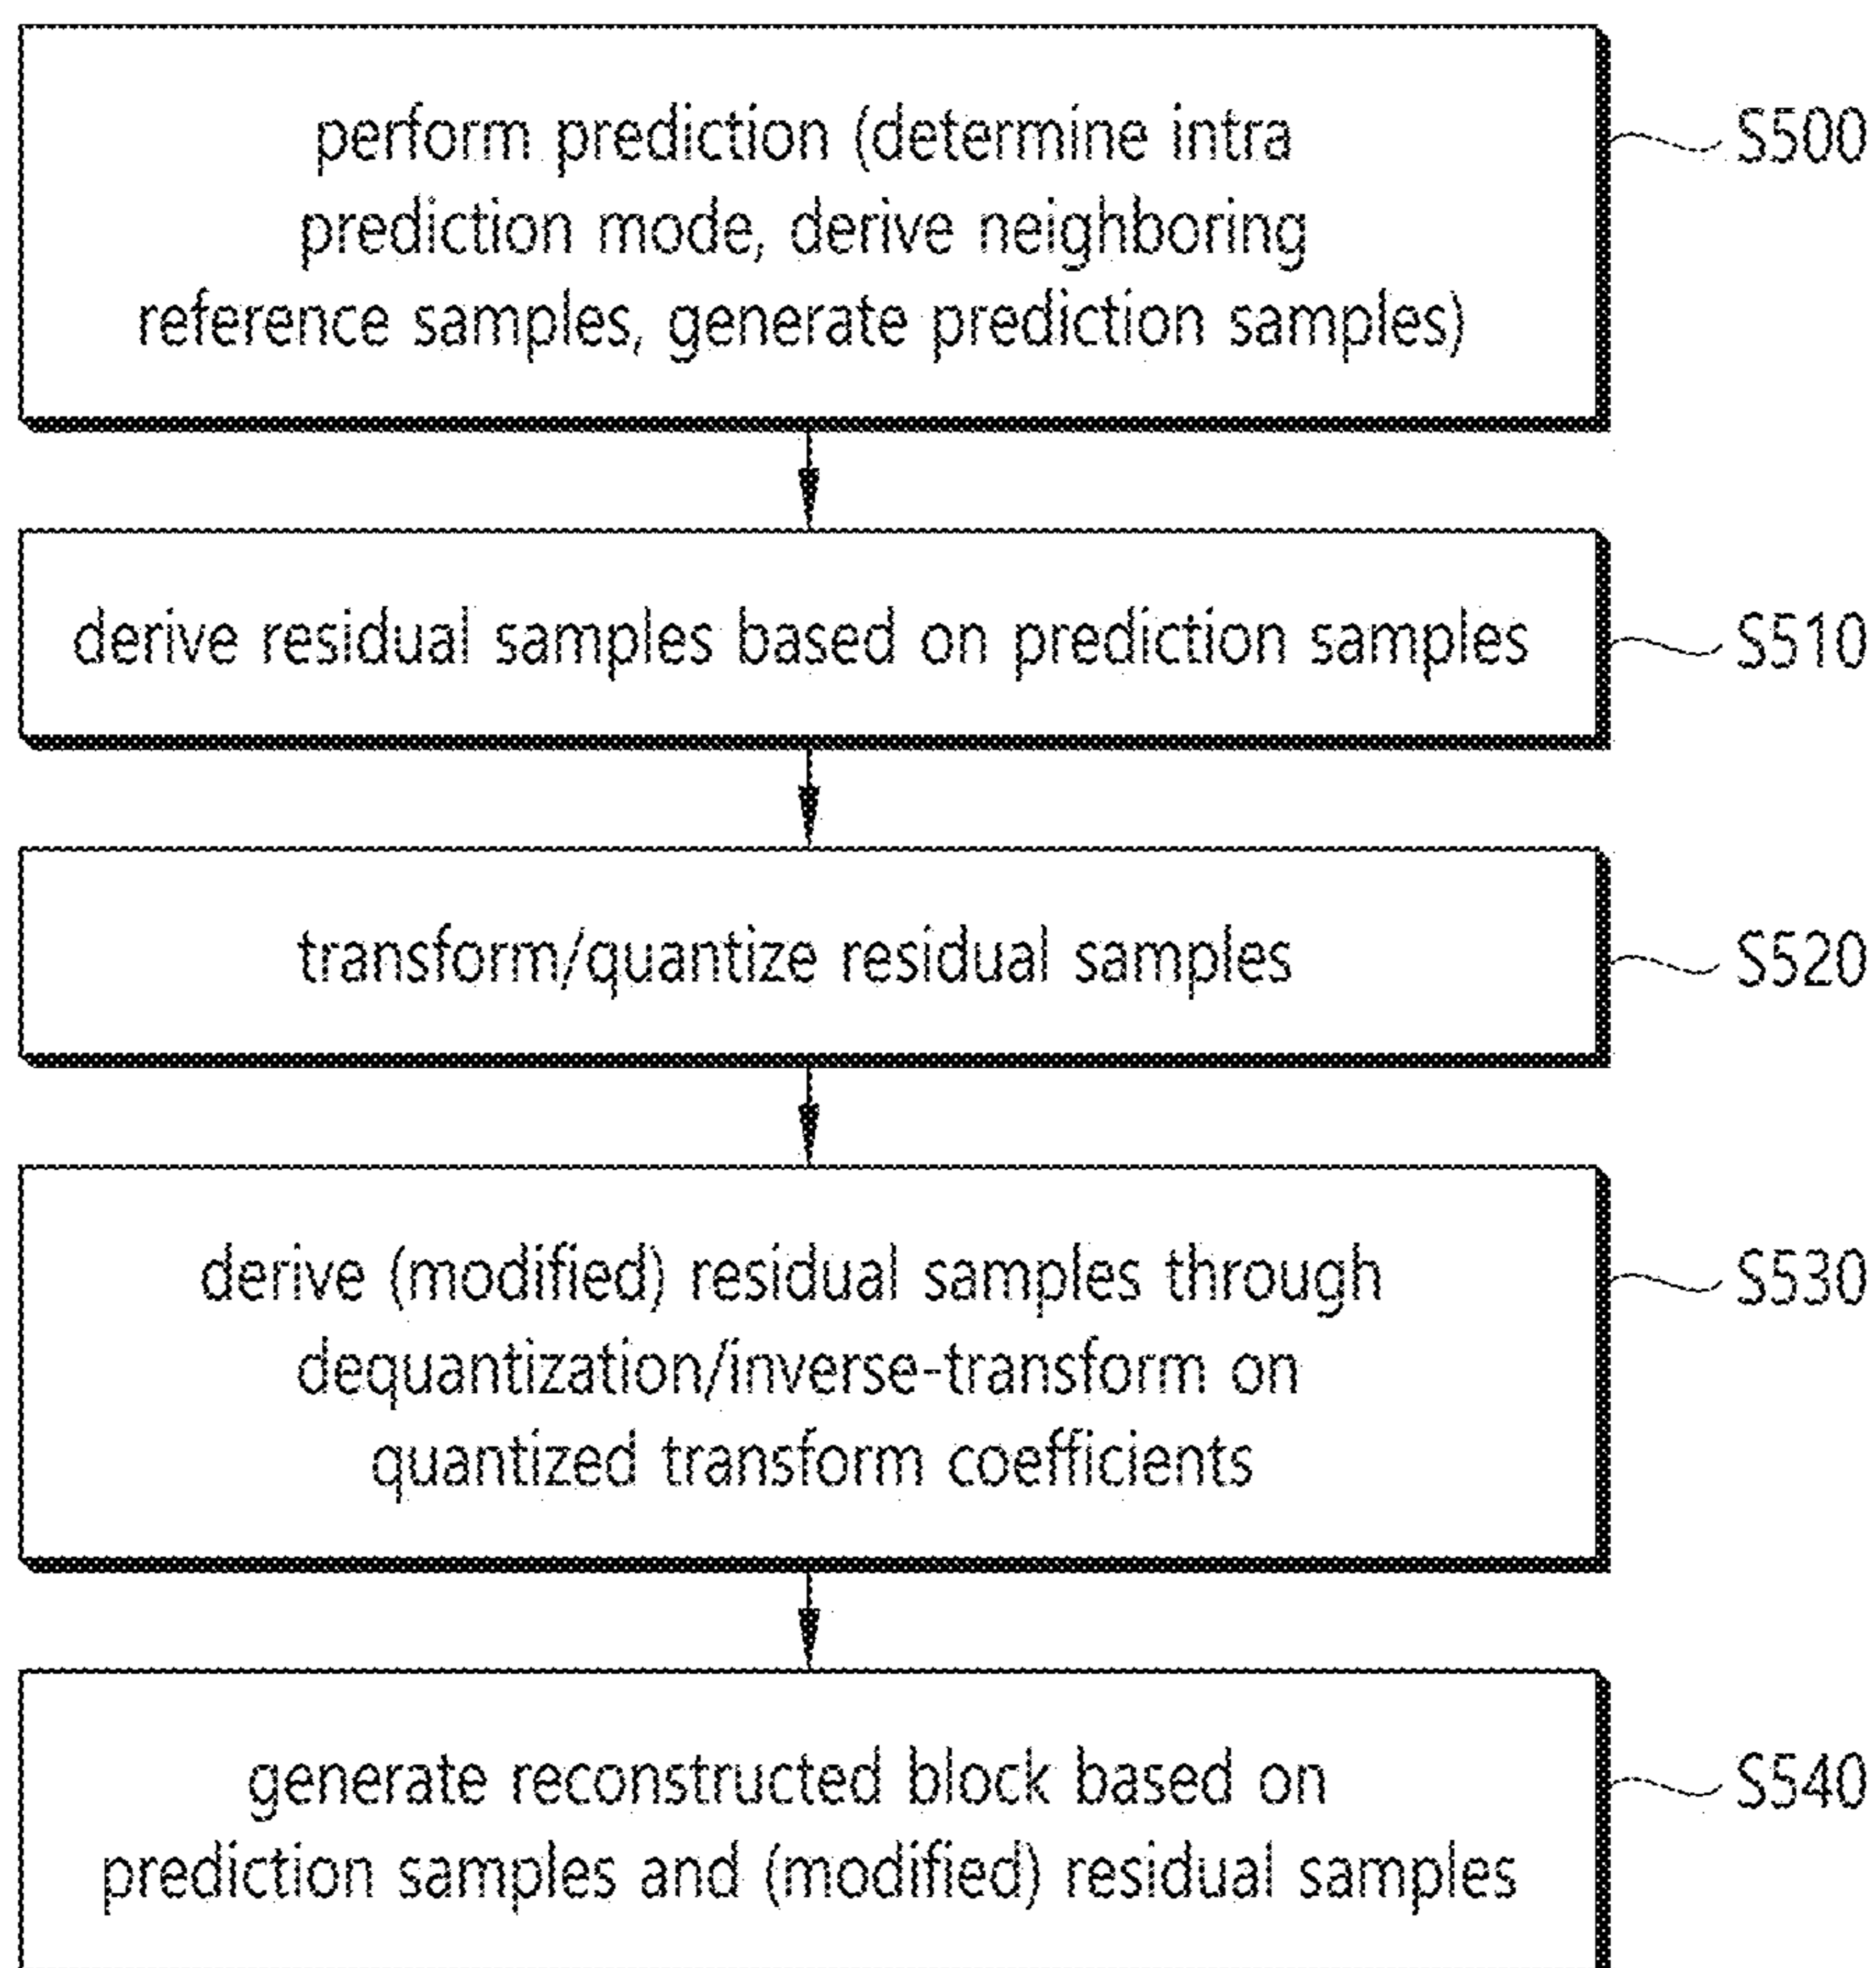 perform prediction (determine intra
prediction mode, derive neighboring
reference samples, generate prediction samples)
S500
derive residual samples based on prediction samples
S510
transform/quantize residual samples
S520
derive (modified) residual samples through
dequantization/inverse-transform on
quantized transform coefficients
S530
generate reconstructed block based on
prediction samples and (modified) residual samples
S540